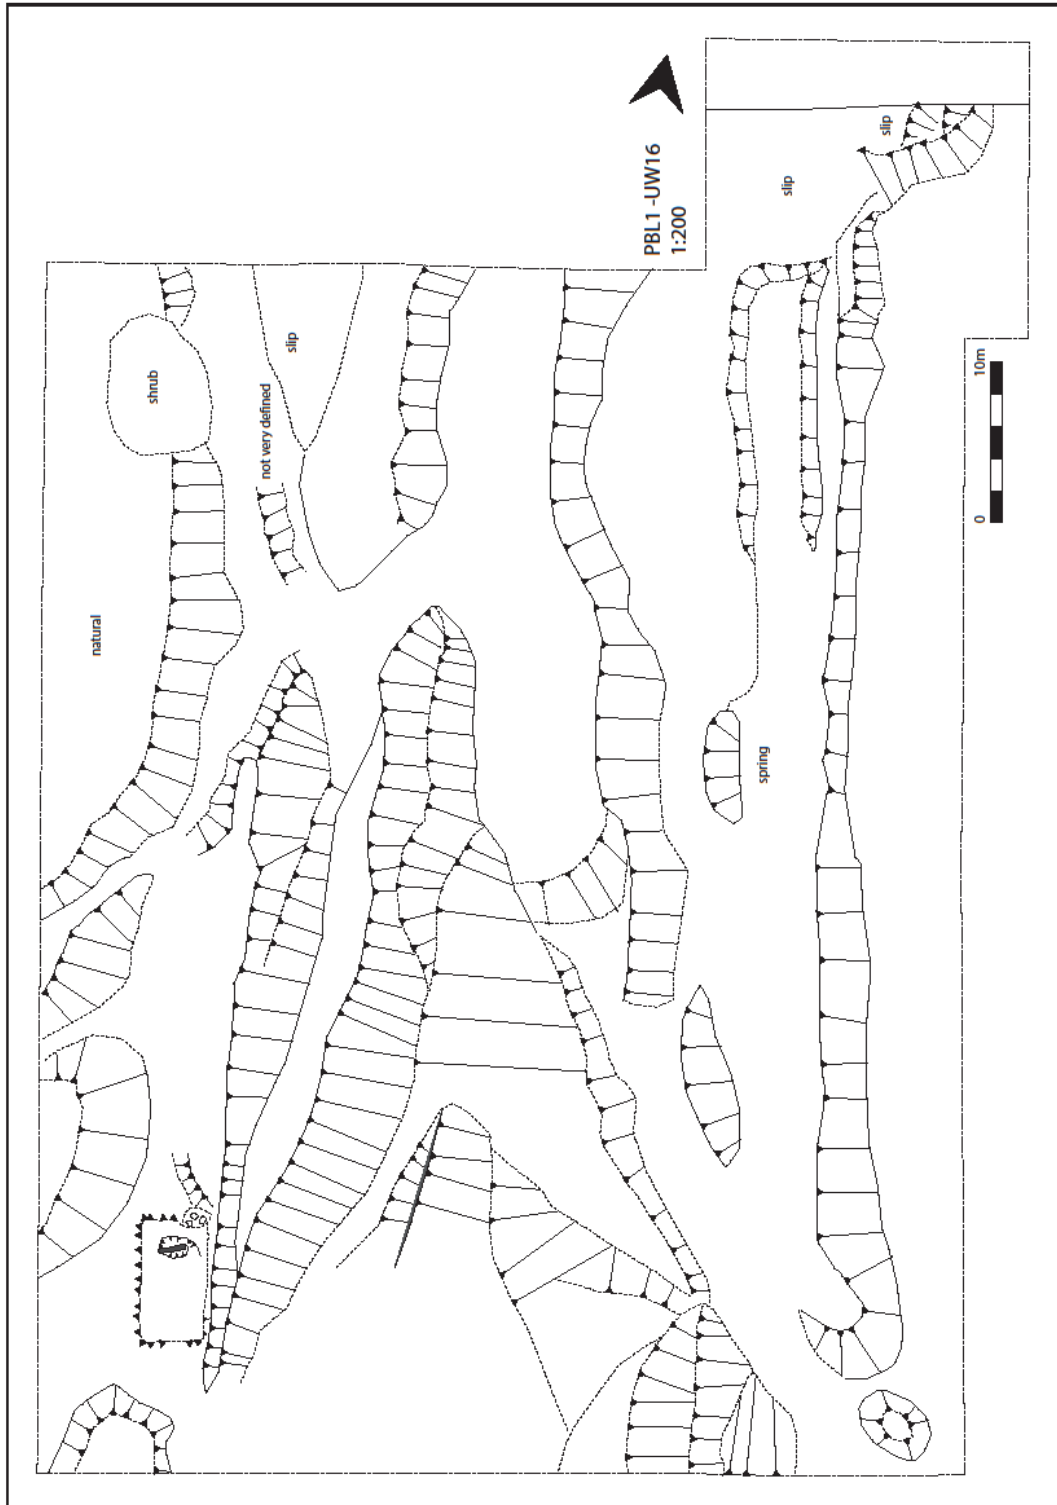 PBL1 -UW16
1:200
slip
slip
slip
shrub
not very defined
natural
spring
0
10m